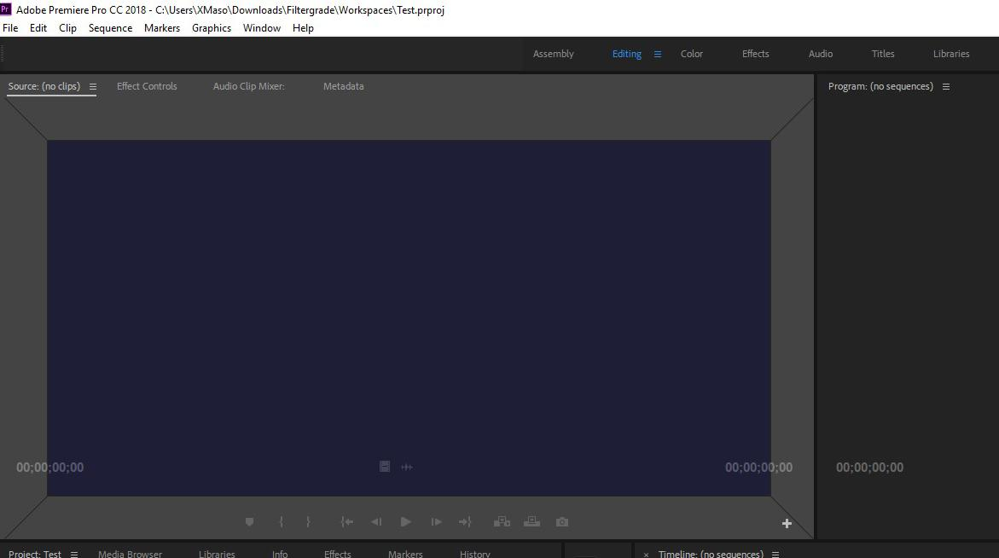 Pr Adobe Premiere Pro CC 2018 - C:\Users\XMaso\Downloads\Filtergrade\Workspaces\Test.prproj
File Edit Clip Sequence Markers Graphics Window Help
Assembly Editing Color Effects Audio Titles Libraries
Source: (no clips) Effect Controls Audio Clip Mixer: Metadata Program: (no sequences)
00;00;00;00 00;00;00;00 00;00;00;00
Project: Test Media Browser Libraries Info Effects Markers History × Timeline: (no sequences)